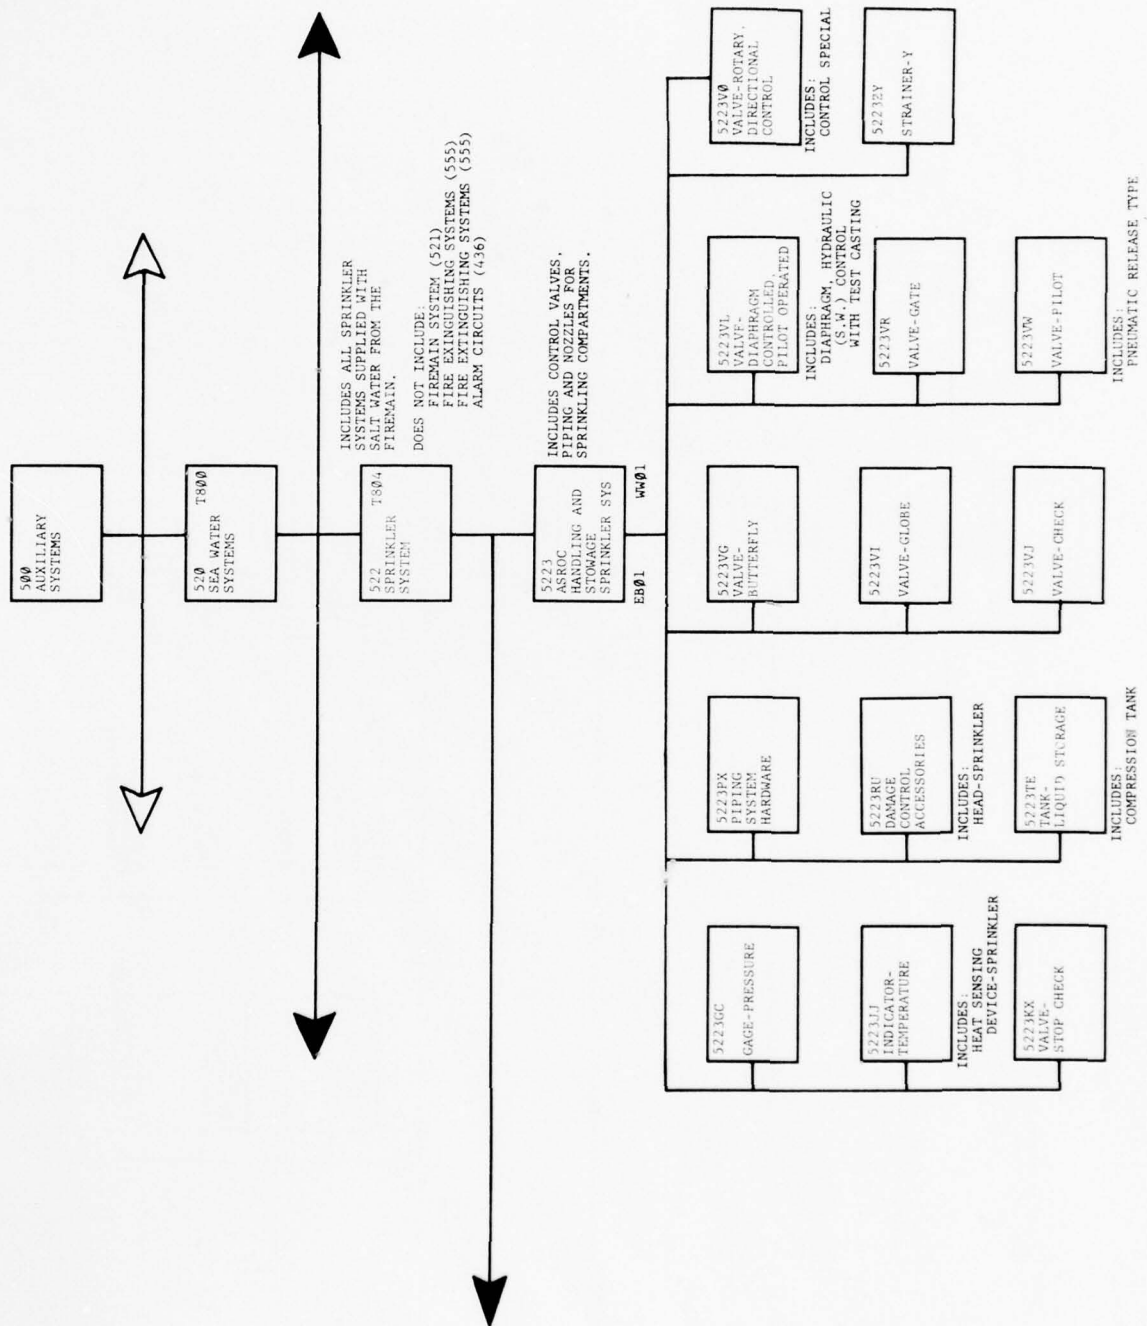 500
AUXILIARY
SYSTEMS
520 T800
SEA WATER
SYSTEMS
522 T804
SPRINKLER
SYSTEM
INCLUDES ALL SPRINKLER
SYSTEMS SUPPLIED WITH
SALT WATER FROM THE
FIREMAIN.
DOES NOT INCLUDE:
FIREMAIN SYSTEM (521)
FIRE EXINGUISHING SYSTEMS (555)
FIRE EXTINGUISHING SYSTEMS (555)
ALARM CIRCUITS (436)
5223
ASROC
HANDLING AND
STOWAGE
SPRINKLER SYS
INCLUDES CONTROL VALVES,
PIPING AND NOZZLES FOR
SPRINKLING COMPARTMENTS.
EBØ1 WWØ1
5223GC
GAGE-PRESSURE
5223JJ
INDICATOR-
TEMPERATURE
INCLUDES:
HEAT SENSING
DEVICE-SPRINKLER
5223KX
VALVE-
STOP CHECK
5223PX
PIPING
SYSTEM
HARDWARE
5223RU
DAMAGE
CONTROL
ACCESSORIES
INCLUDES:
HEAD-SPRINKLER
5223TE
TANK-
LIQUID STORAGE
INCLUDES:
COMPRESSION TANK
5223VG
VALVE-
BUTTERFLY
5223VI
VALVE-GLOBE
5223VJ
VALVE-CHECK
5223VL
VALVE-
DIAPHRAGM
CONTROLLED,
PILOT OPERATED
INCLUDES:
DIAPHRAGM, HYDRAULIC
(S.W.) CONTROL
WITH TEST CASTING
5223VR
VALVE-GATE
5223VW
VALVE-PILOT
INCLUDES:
PNEUMATIC RELEASE TYPE
5223VØ
VALVE-ROTARY,
DIRECTIONAL
CONTROL
INCLUDES:
CONTROL SPECIAL
5223ZY
STRAINER-Y